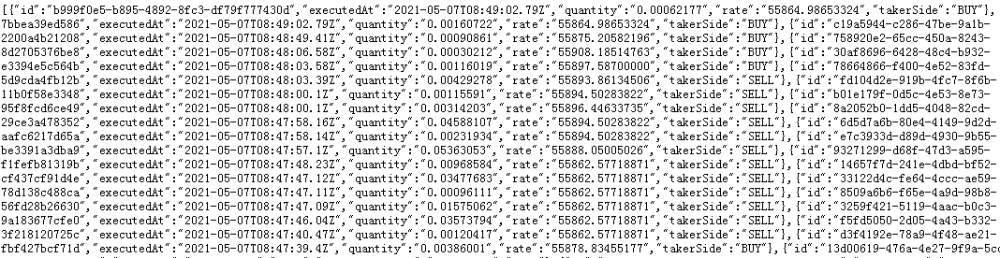 [{"id":"b999f0e5-b895-4892-8fc3-df79f777430d","executedAt":"2021-05-07T08:49:02.79Z","quantity":"0.00062177","rate":"55864.98653324","takerSide":"BUY"},
7bbea39ed586","executedAt":"2021-05-07T08:49:02.79Z","quantity":"0.00160722","rate":"55864.98653324","takerSide":"BUY"},{"id":"c19a5944-c286-47be-9a1b-
2200a4b21208","executedAt":"2021-05-07T08:48:49.41Z","quantity":"0.00090861","rate":"55875.20582196","takerSide":"BUY"},{"id":"758920e2-65cc-450a-8243-
8d2705376be8","executedAt":"2021-05-07T08:48:06.58Z","quantity":"0.00030212","rate":"55908.18514763","takerSide":"BUY"},{"id":"30af8696-6428-48c4-b932-
e3394e5c564b","executedAt":"2021-05-07T08:48:03.58Z","quantity":"0.00116019","rate":"55897.58700000","takerSide":"BUY"},{"id":"78664866-f400-4e52-83fd-
5d9cda4fb12b","executedAt":"2021-05-07T08:48:03.39Z","quantity":"0.00429278","rate":"55893.86134506","takerSide":"SELL"},{"id":"fd104d2e-919b-4fc7-8f6b-
11b0f58e3348","executedAt":"2021-05-07T08:48:00.1Z","quantity":"0.00115591","rate":"55894.50283822","takerSide":"SELL"},{"id":"b01e179f-0d5c-4e53-8e73-
95f8fcd6ce49","executedAt":"2021-05-07T08:48:00.1Z","quantity":"0.00314203","rate":"55896.44633735","takerSide":"SELL"},{"id":"8a2052b0-1dd5-4048-82cd-
29ce3a478352","executedAt":"2021-05-07T08:47:58.16Z","quantity":"0.04588107","rate":"55894.50283822","takerSide":"SELL"},{"id":"6d5d7a6b-80e4-4149-9d2d-
aafc6217d65a","executedAt":"2021-05-07T08:47:58.14Z","quantity":"0.00231934","rate":"55894.50283822","takerSide":"SELL"},{"id":"e7c3933d-d89d-4930-9b55-
be3391a3dba9","executedAt":"2021-05-07T08:47:57.1Z","quantity":"0.05363053","rate":"55888.05005026","takerSide":"SELL"},{"id":"93271299-d68f-47d3-a595-
f1fefb81319b","executedAt":"2021-05-07T08:47:48.23Z","quantity":"0.00968584","rate":"55862.57718871","takerSide":"SELL"},{"id":"14657f7d-241e-4dbd-bf52-
cf437cf91d4e","executedAt":"2021-05-07T08:47:47.12Z","quantity":"0.03477683","rate":"55862.57718871","takerSide":"SELL"},{"id":"33122d4c-fe64-4ccc-ae59-
78d138c488ca","executedAt":"2021-05-07T08:47:47.11Z","quantity":"0.00096111","rate":"55862.57718871","takerSide":"SELL"},{"id":"8509a6b6-f65e-4a9d-98b8-
56fd28b26630","executedAt":"2021-05-07T08:47:47.09Z","quantity":"0.01575062","rate":"55862.57718871","takerSide":"SELL"},{"id":"3259f421-5119-4aac-b0c3-
9a183677cfe0","executedAt":"2021-05-07T08:47:46.04Z","quantity":"0.03573794","rate":"55862.57718871","takerSide":"SELL"},{"id":"f5fd5050-2d05-4a43-b332-
3f218120725c","executedAt":"2021-05-07T08:47:40.47Z","quantity":"0.00120417","rate":"55862.57718871","takerSide":"SELL"},{"id":"d3f4192e-78a9-4f48-ae21-
fbf427bcf71d","executedAt":"2021-05-07T08:47:39.4Z","quantity":"0.00386001","rate":"55878.83455177","takerSide":"BUY"},{"id":"13d00619-476a-4e27-9f9a-5cc